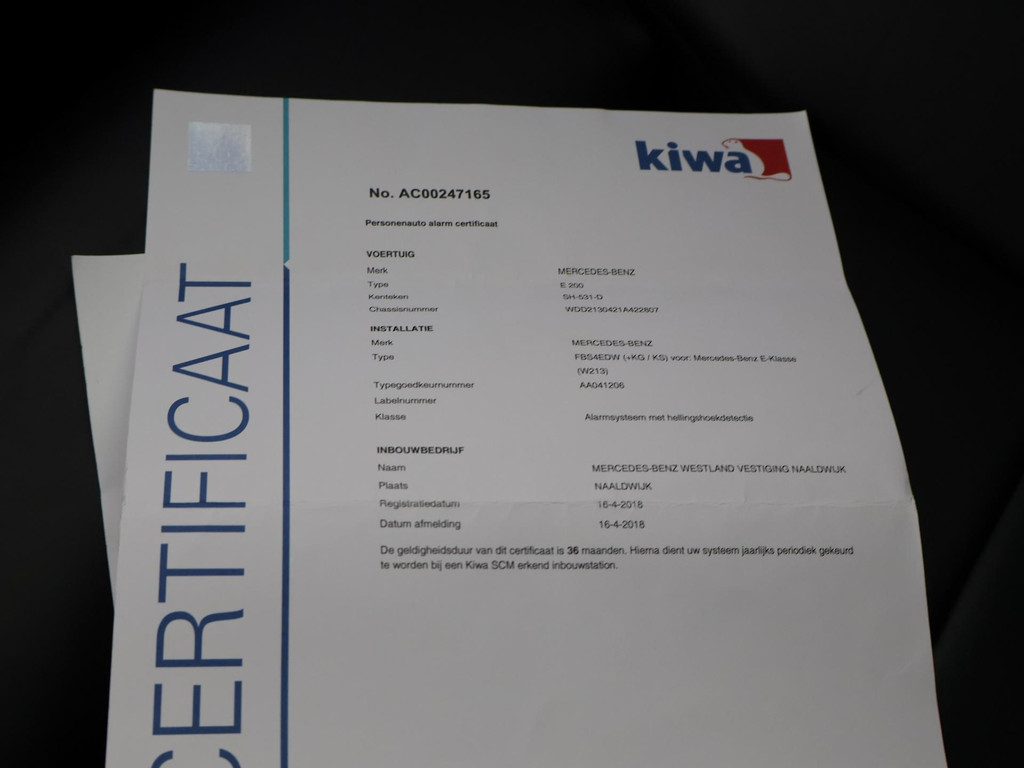 kiwa
No. AC00247165
Personenauto alarm certificaat
VOERTUIG
Merk MERCEDES-BENZ
Type E 200
Kenteken SH-531-D
Chassisnummer WDD2130421A422807
INSTALLATIE
Merk MERCEDES-BENZ
Type FBS4EDW (+KG / KS) voor: Mercedes-Benz E-Klasse
(W213)
Typegoedkeurnummer AA041206
Labelnummer
Klasse Alarmsysteem met hellingshoekdetectie
INBOUWBEDRIJF
Naam MERCEDES-BENZ WESTLAND VESTIGING NAALDWIJK
Plaats NAALDWIJK
Registratiedatum 16-4-2018
Datum afmelding 16-4-2018
De geldigheidsduur van dit certificaat is 36 maanden. Hierna dient uw systeem jaarlijks periodiek gekeurd
te worden bij een Kiwa SCM erkend inbouwstation.
CERTIFICAAT